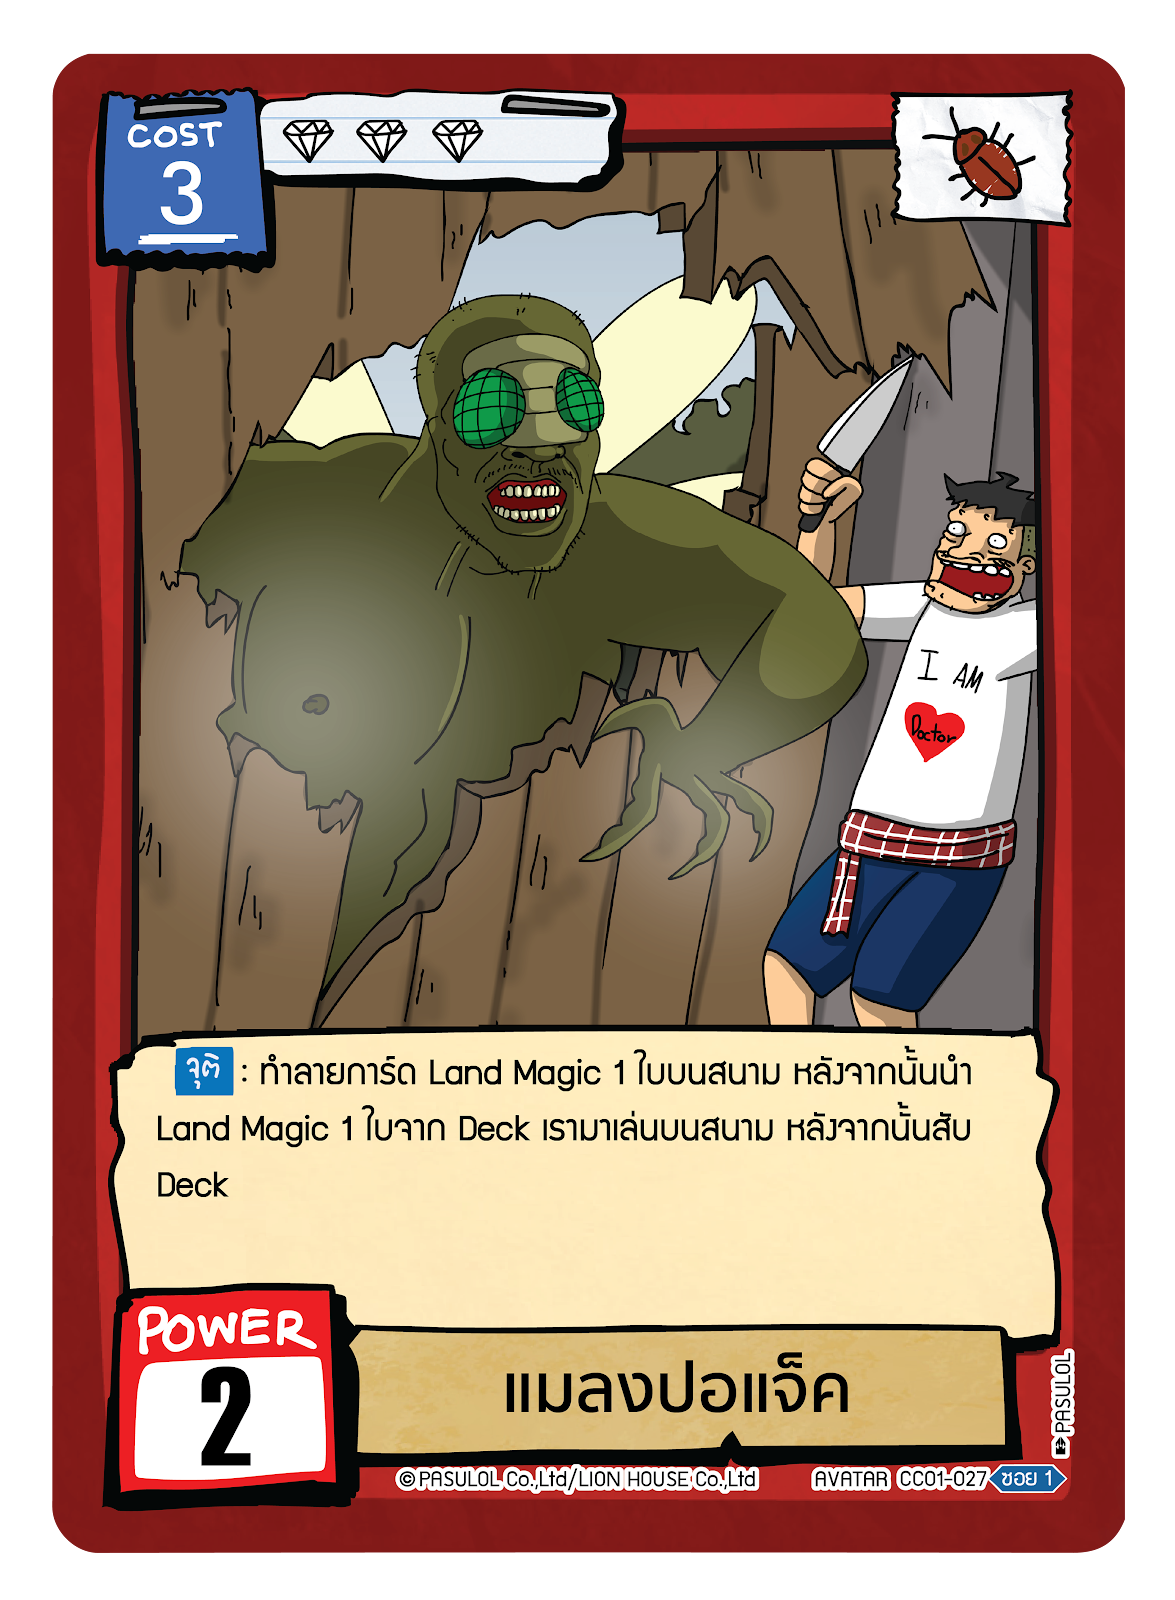 COST
3
I AM
Doctor
จุติ : ทำลายการ์ด Land Magic 1 ใบบนสนาม หลังจากนั้นนำ
Land Magic 1 ใบจาก Deck เรามาเล่นบนสนาม หลังจากนั้นสับ
Deck
POWER
2
แมลงปอแจ็ค
PASULOL
© PASULOL Co.,Ltd/LION HOUSE Co.,Ltd
AVATAR CC01-027 ซอย 1